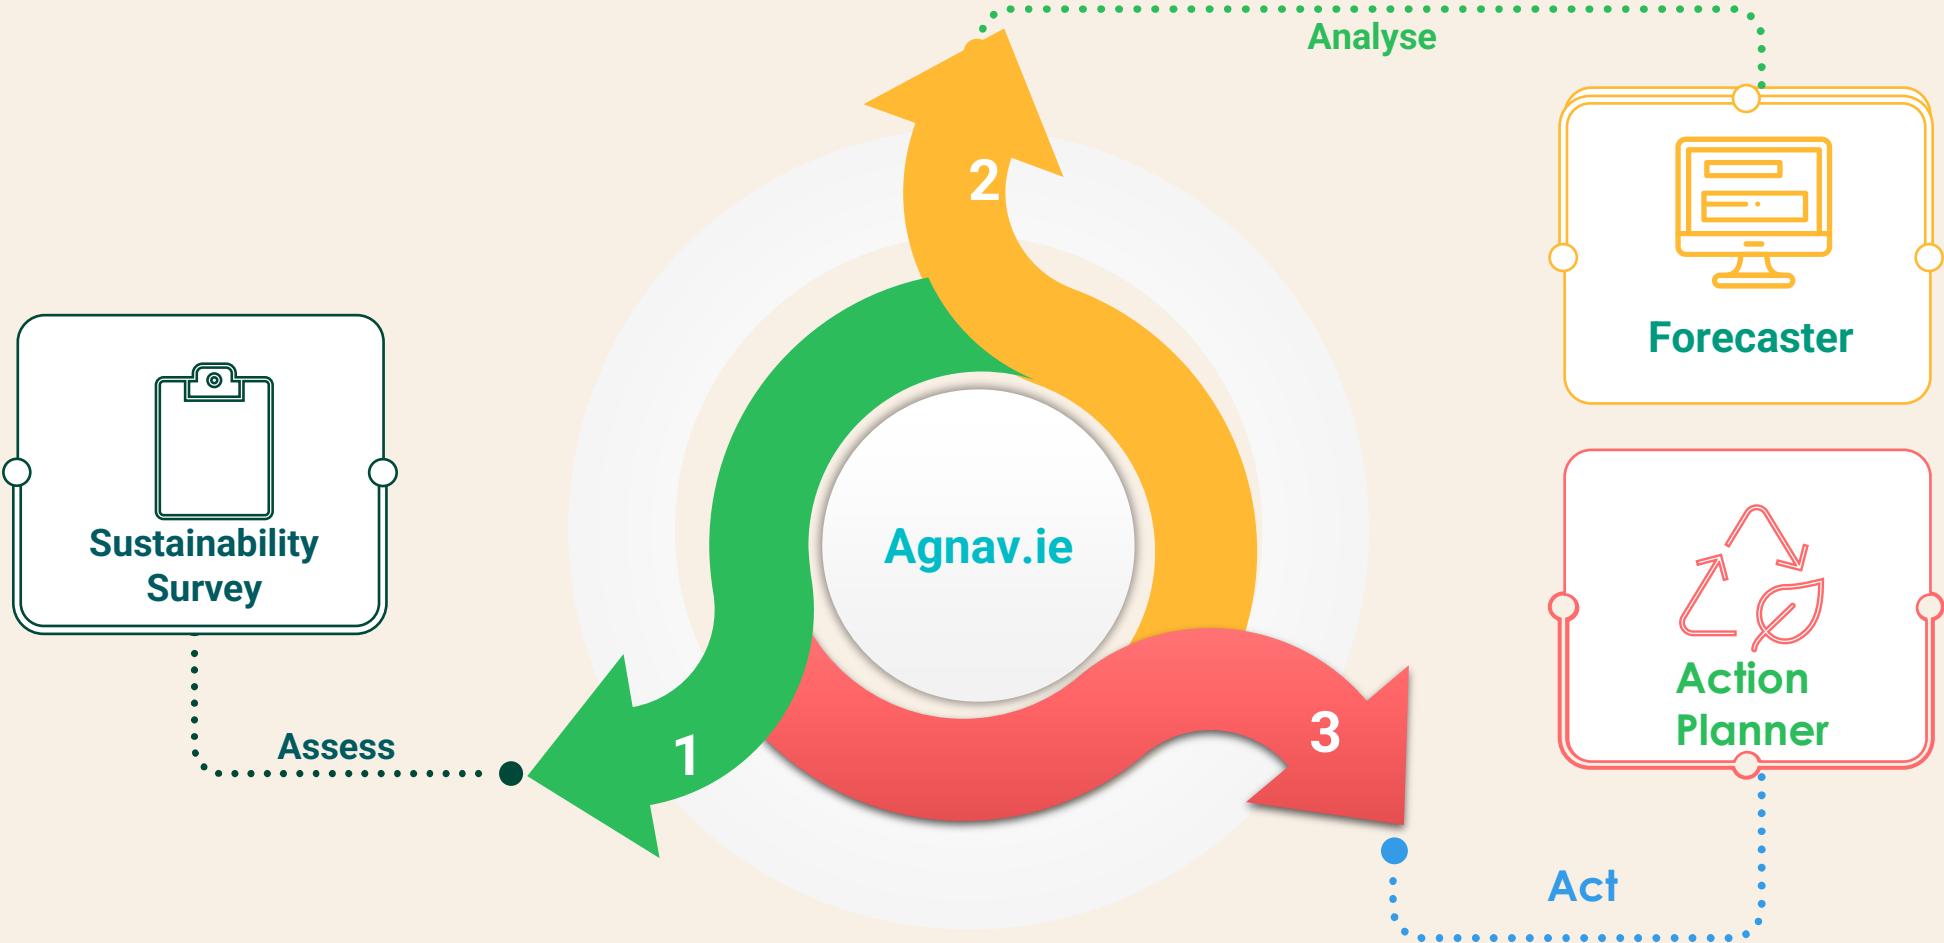 Analyse
2
Forecaster
Sustainability
Survey
Agnav.ie
Assess
1
3
Action
Planner
Act